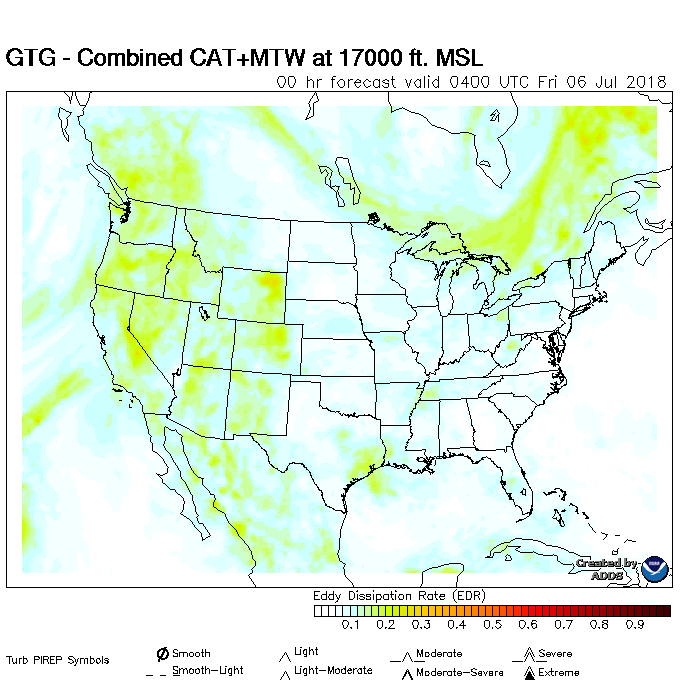 GTG - Combined CAT+MTW at 17000 ft. MSL
00 hr forecast valid 0400 UTC Fri 06 Jul 2018
Created by
ADDS
NOAA
Eddy Dissipation Rate (EDR)
0.1 0.2 0.3 0.4 0.5 0.6 0.7 0.8 0.9
Turb PIREP Symbols
Smooth Light Moderate Severe
Smooth-Light Light-Moderate Moderate-Severe Extreme